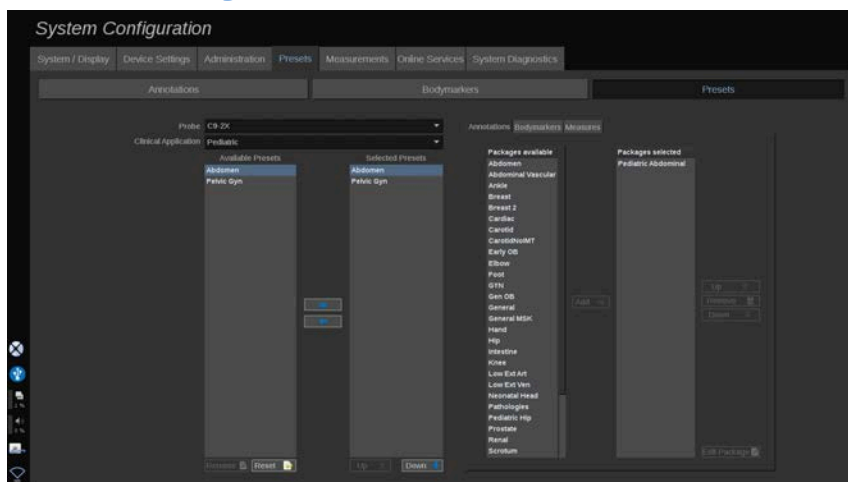 System Configuration
System / Display
Device Settings
Administration
Presets
Measurements
Online Services
System Diagnostics
Annotations
Bodymarkers
Presets
Probe
C9-2X
Clinical Application
Pediatric
Available Presets
Abdomen
Pelvic Gyn
Selected Presets
Abdomen
Pelvic Gyn
Reset
Up
Down
Annotations
Bodymarkers
Measures
Packages available
Abdomen
Abdominal Vascular
Ankle
Breast
Breast 2
Cardiac
Carotid
CarotidNoIMT
Early OB
Elbow
Foot
GYN
Gen OB
General
General MSK
Hand
Hip
Intestine
Knee
Low Ext Art
Low Ext Ven
Neonatal Head
Pathologies
Pediatric Hip
Prostate
Renal
Scrotum
Add
Packages selected
Pediatric Abdominal
Up
Remove
Down
Edit Package